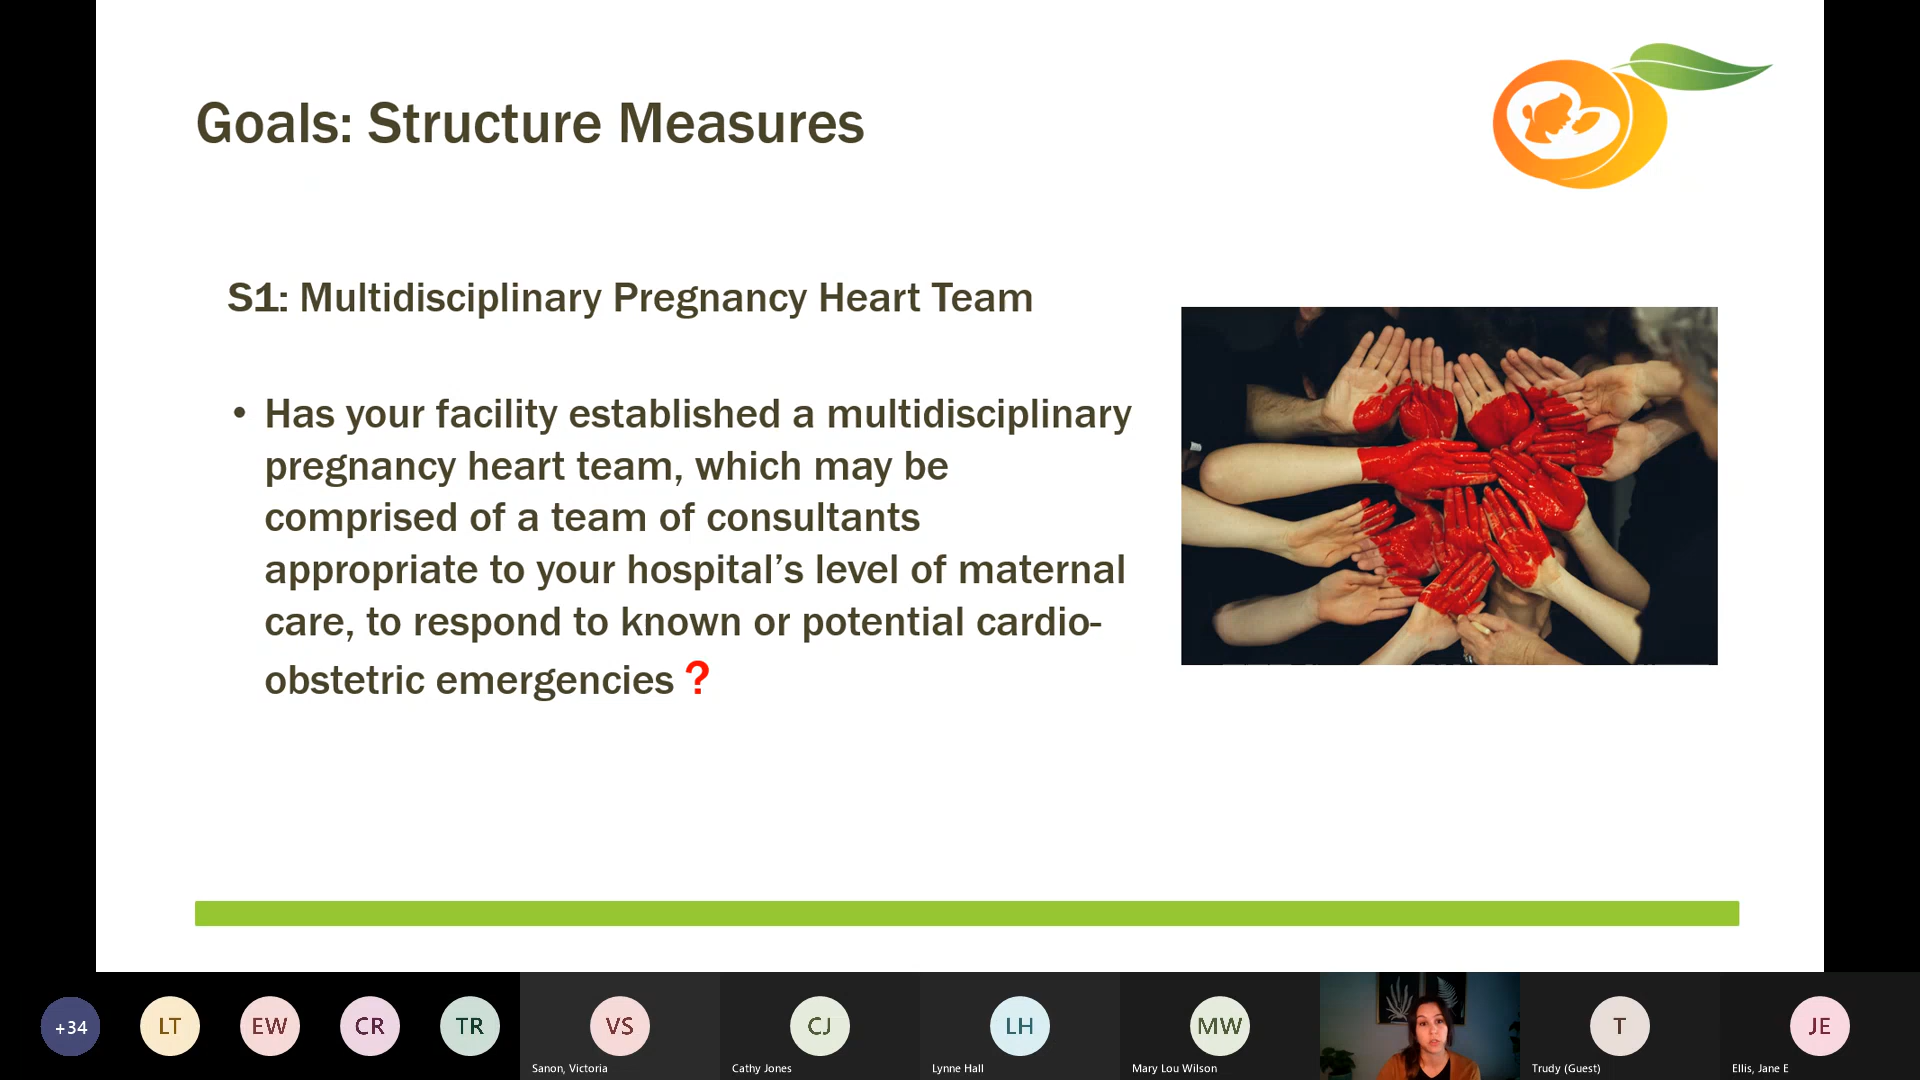 Goals: Structure Measures
S1: Multidisciplinary Pregnancy Heart Team
• Has your facility established a multidisciplinary
pregnancy heart team, which may be
comprised of a team of consultants
appropriate to your hospital’s level of maternal
care, to respond to known or potential cardio-
obstetric emergencies ?
+34
LT
EW
CR
TR
VS
CJ
LH
MW
T
JE
Sanon, Victoria
Cathy Jones
Lynne Hall
Mary Lou Wilson
Trudy (Guest)
Ellis, Jane E